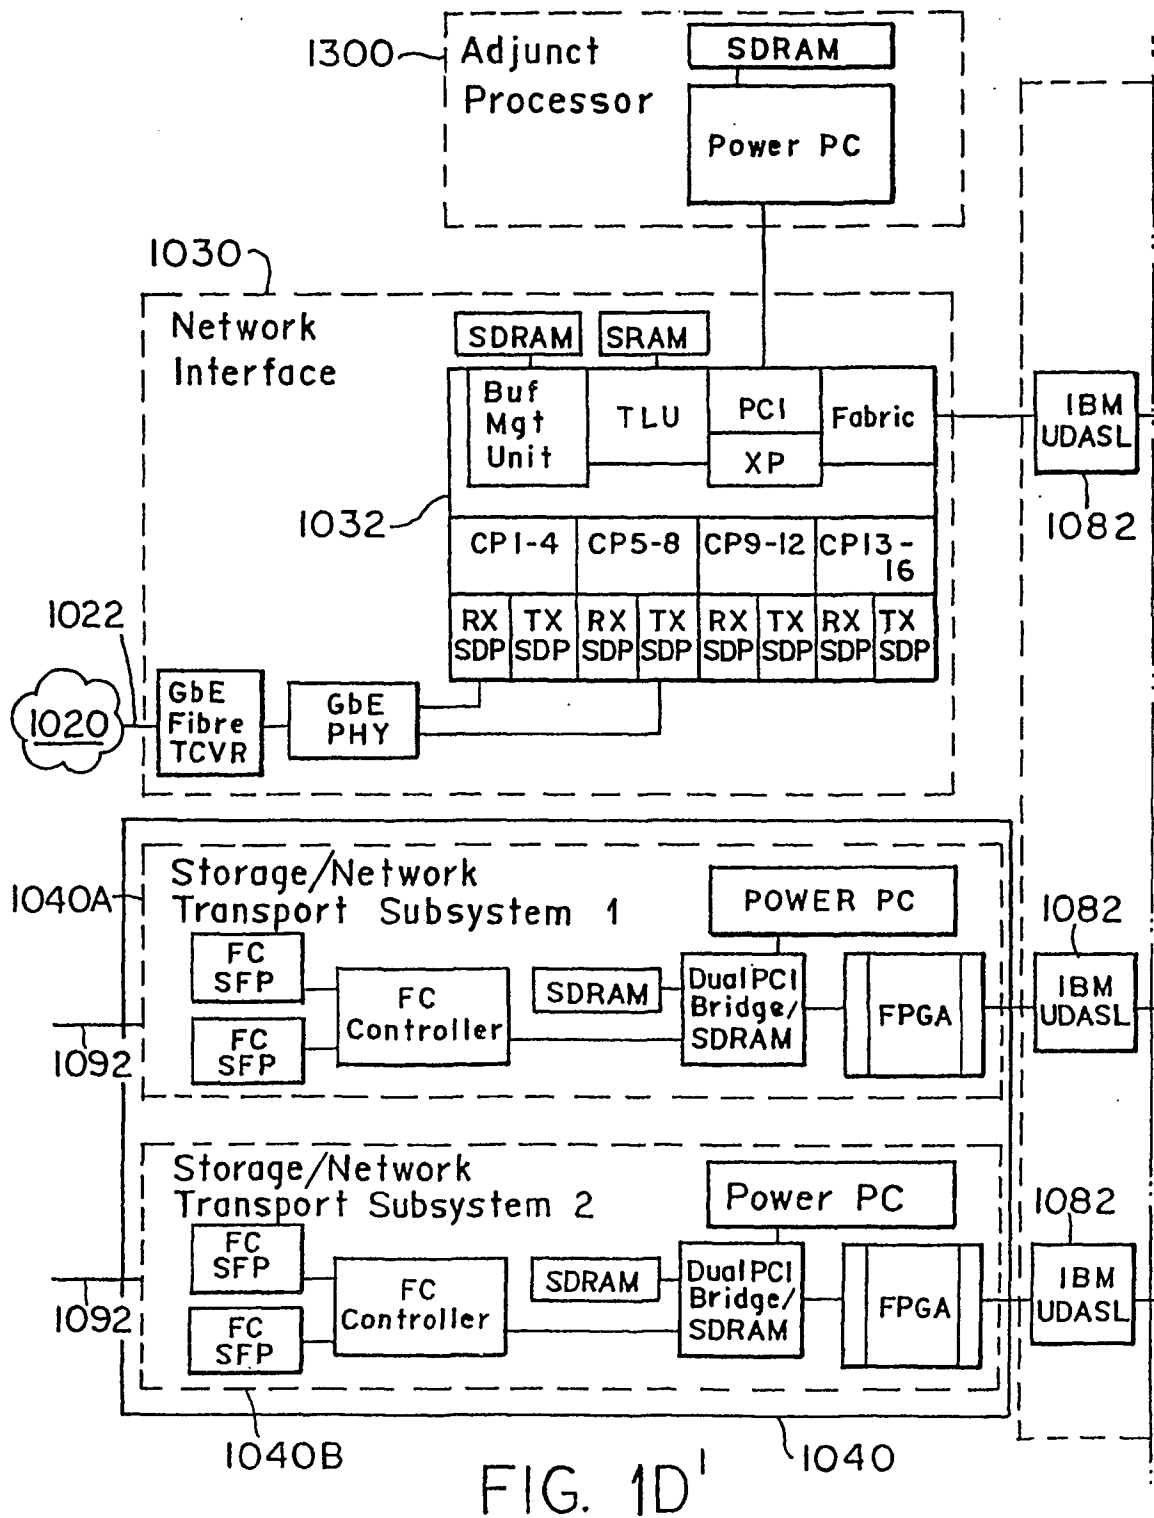 1300
Adjunct
Processor
SDRAM
Power PC
1030
Network
Interface
SDRAM
SRAM
Buf
Mgt
Unit
TLU
PCI
XP
Fabric
IBM
UDASL
1082
1032
CP1-4
CP5-8
CP9-12
CP13-
16
RX
SDP
TX
SDP
RX
SDP
TX
SDP
RX
SDP
TX
SDP
RX
SDP
TX
SDP
1022
1020
GbE
Fibre
TCVR
GbE
PHY
1040A
Storage/Network
Transport Subsystem 1
POWER PC
1082
FC
SFP
FC
SFP
FC
Controller
SDRAM
Dual PCI
Bridge/
SDRAM
FPGA
IBM
UDASL
1092
Storage/Network
Transport Subsystem 2
Power PC
1082
FC
SFP
FC
SFP
FC
Controller
SDRAM
Dual PCI
Bridge/
SDRAM
FPGA
IBM
UDASL
1092
1040B
1040
FIG. 1D'